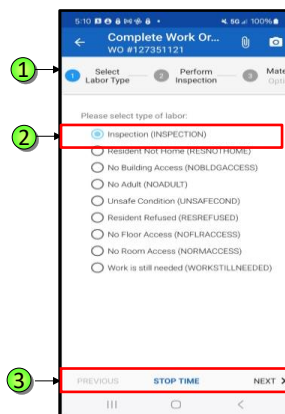 5:10 5G 100%
Complete Work Or...
WO #127351121
1
1 Select Labor Type
2 Perform Inspection
3 Mate
Opti
Please select type of labor:
2
Inspection (INSPECTION)
Resident Not Home (RESNOTHOME)
No Building Access (NOBLDGACCESS)
No Adult (NOADULT)
Unsafe Condition (UNSAFECOND)
Resident Refused (RESREFUSED)
No Floor Access (NOFLRACCESS)
No Room Access (NORMACCESS)
Work is still needed (WORKSTILLNEEDED)
3
PREVIOUS STOP TIME NEXT